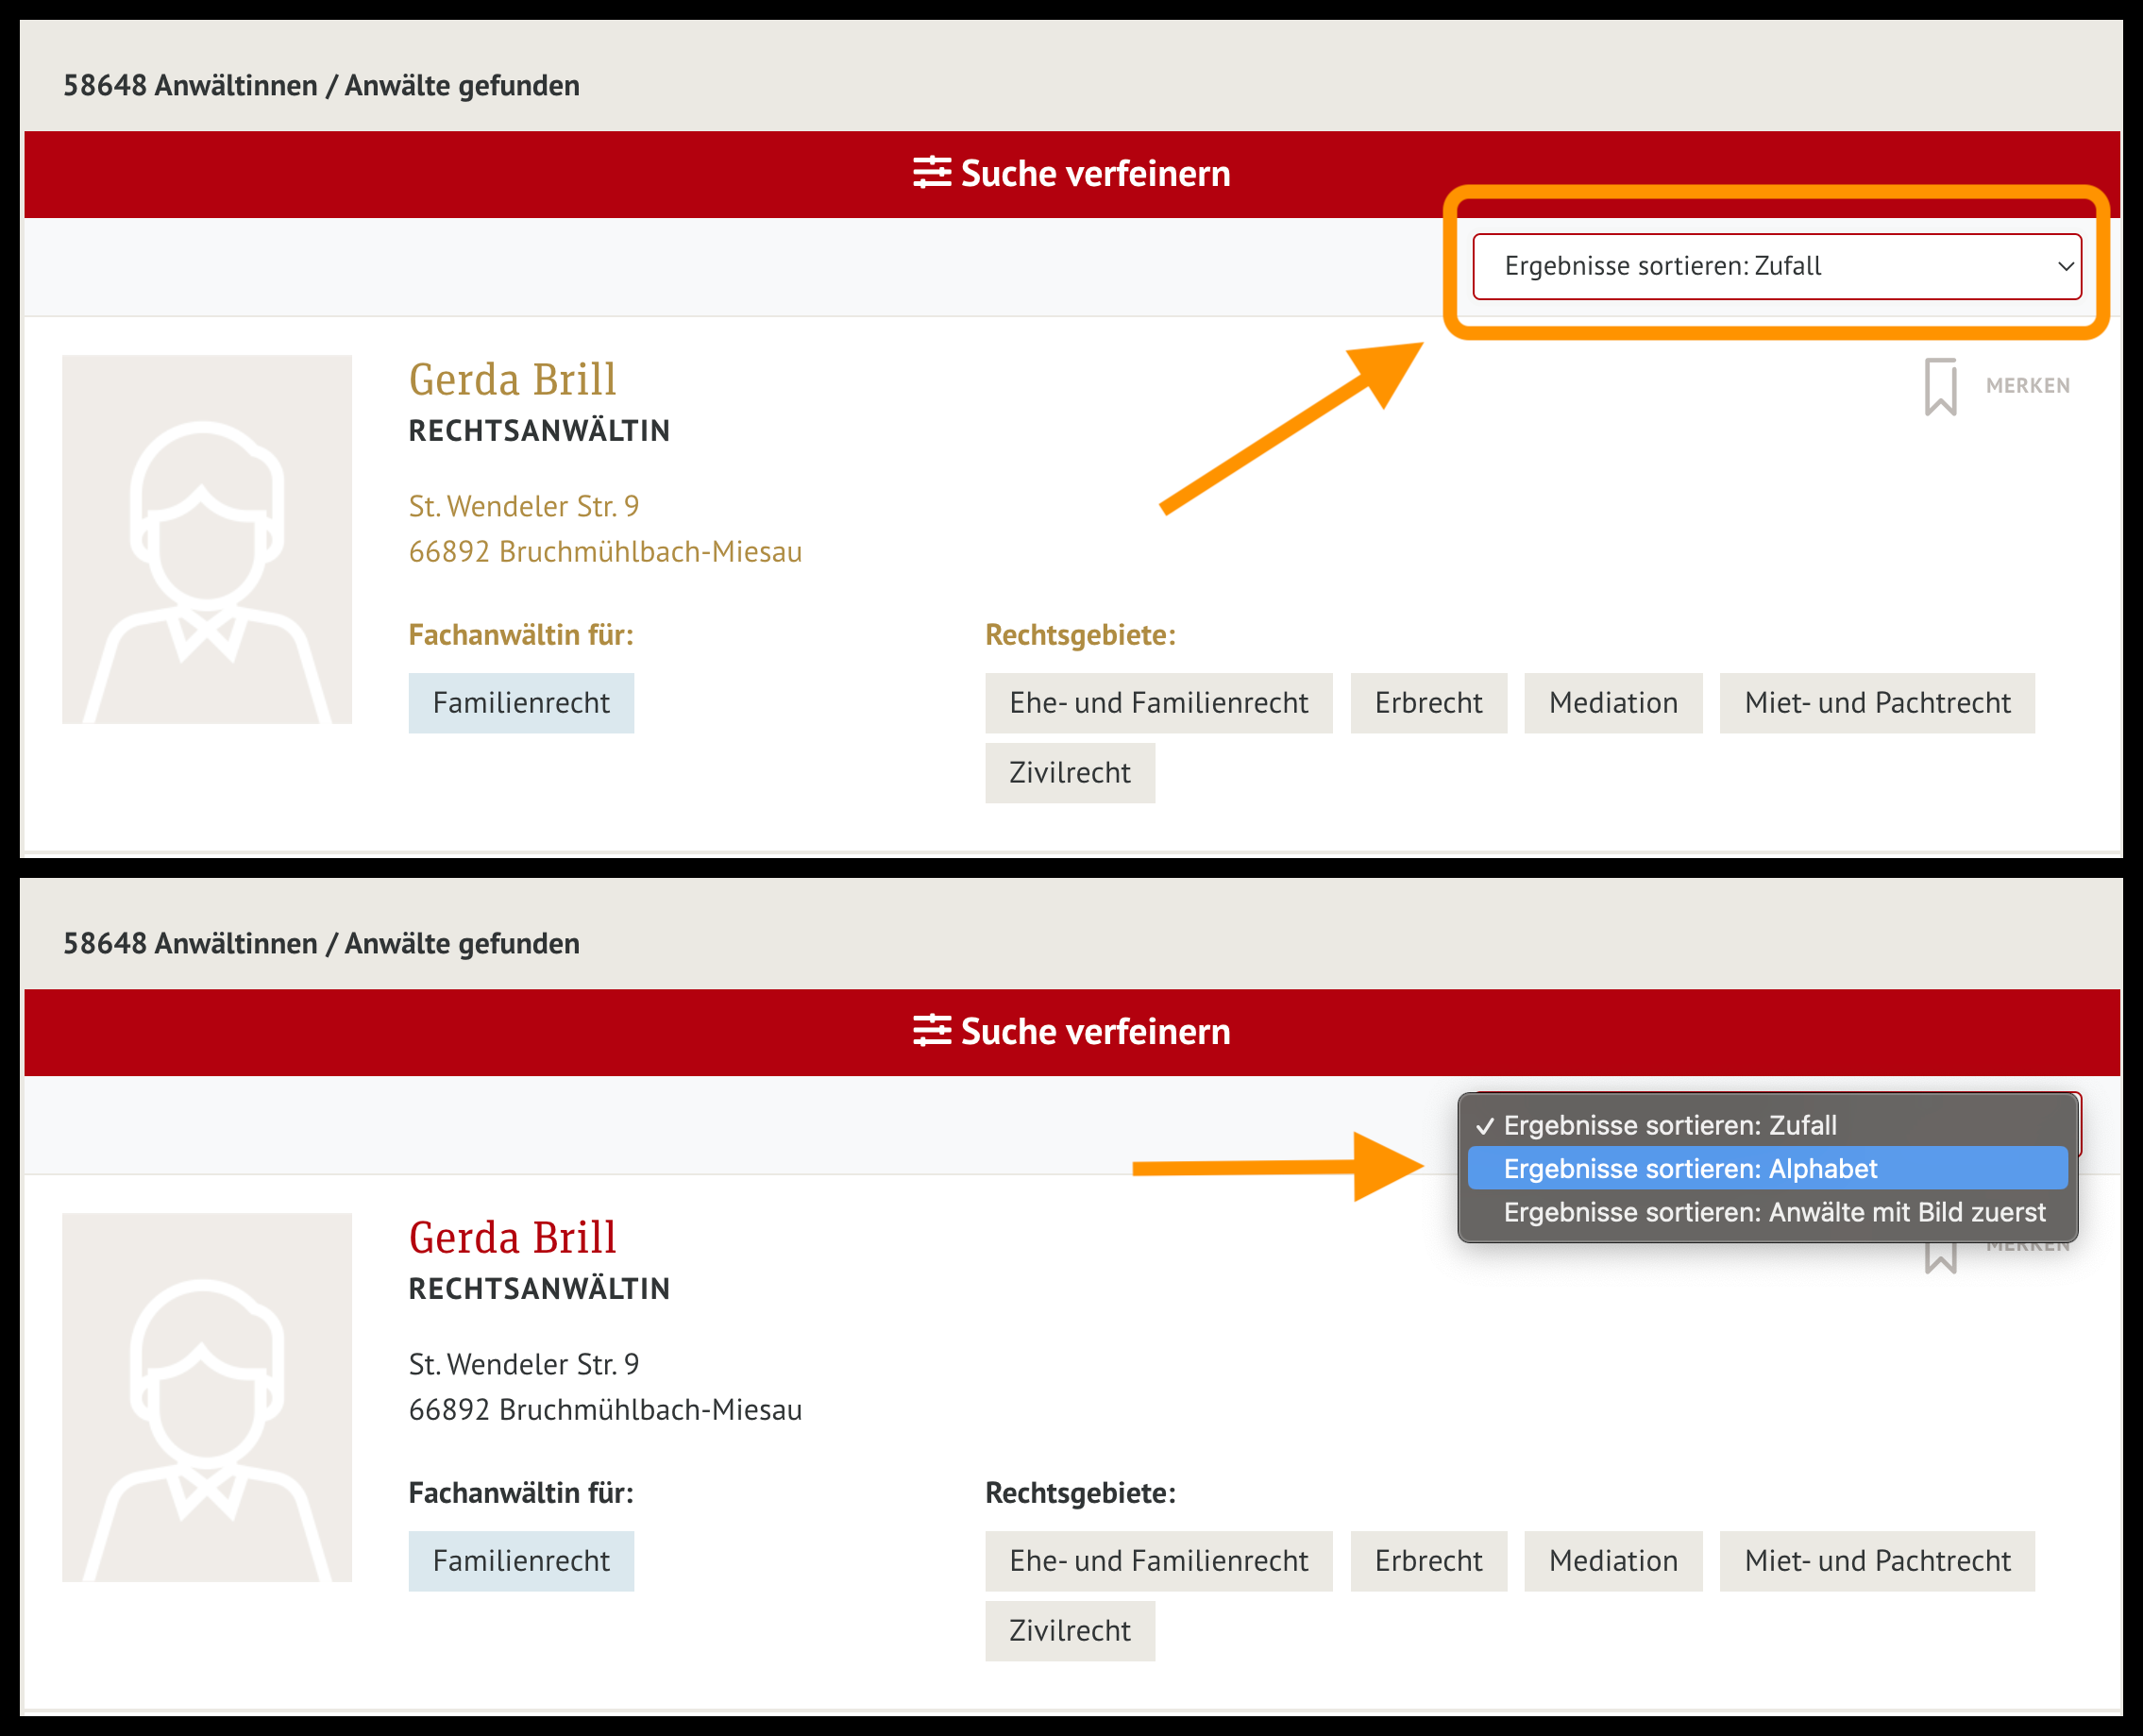 58648 Anwältinnen / Anwälte gefunden
Suche verfeinern
Ergebnisse sortieren: Zufall
Gerda Brill
MERKEN
RECHTSANWÄLTIN
St. Wendeler Str. 9
66892 Bruchmühlbach-Miesau
Fachanwältin für:
Familienrecht
Rechtsgebiete:
Ehe- und Familienrecht Erbrecht Mediation Miet- und Pachtrecht
Zivilrecht
58648 Anwältinnen / Anwälte gefunden
Suche verfeinern
✓ Ergebnisse sortieren: Zufall
Ergebnisse sortieren: Alphabet
Ergebnisse sortieren: Anwälte mit Bild zuerst
Gerda Brill
MERKEN
RECHTSANWÄLTIN
St. Wendeler Str. 9
66892 Bruchmühlbach-Miesau
Fachanwältin für:
Familienrecht
Rechtsgebiete:
Ehe- und Familienrecht Erbrecht Mediation Miet- und Pachtrecht
Zivilrecht